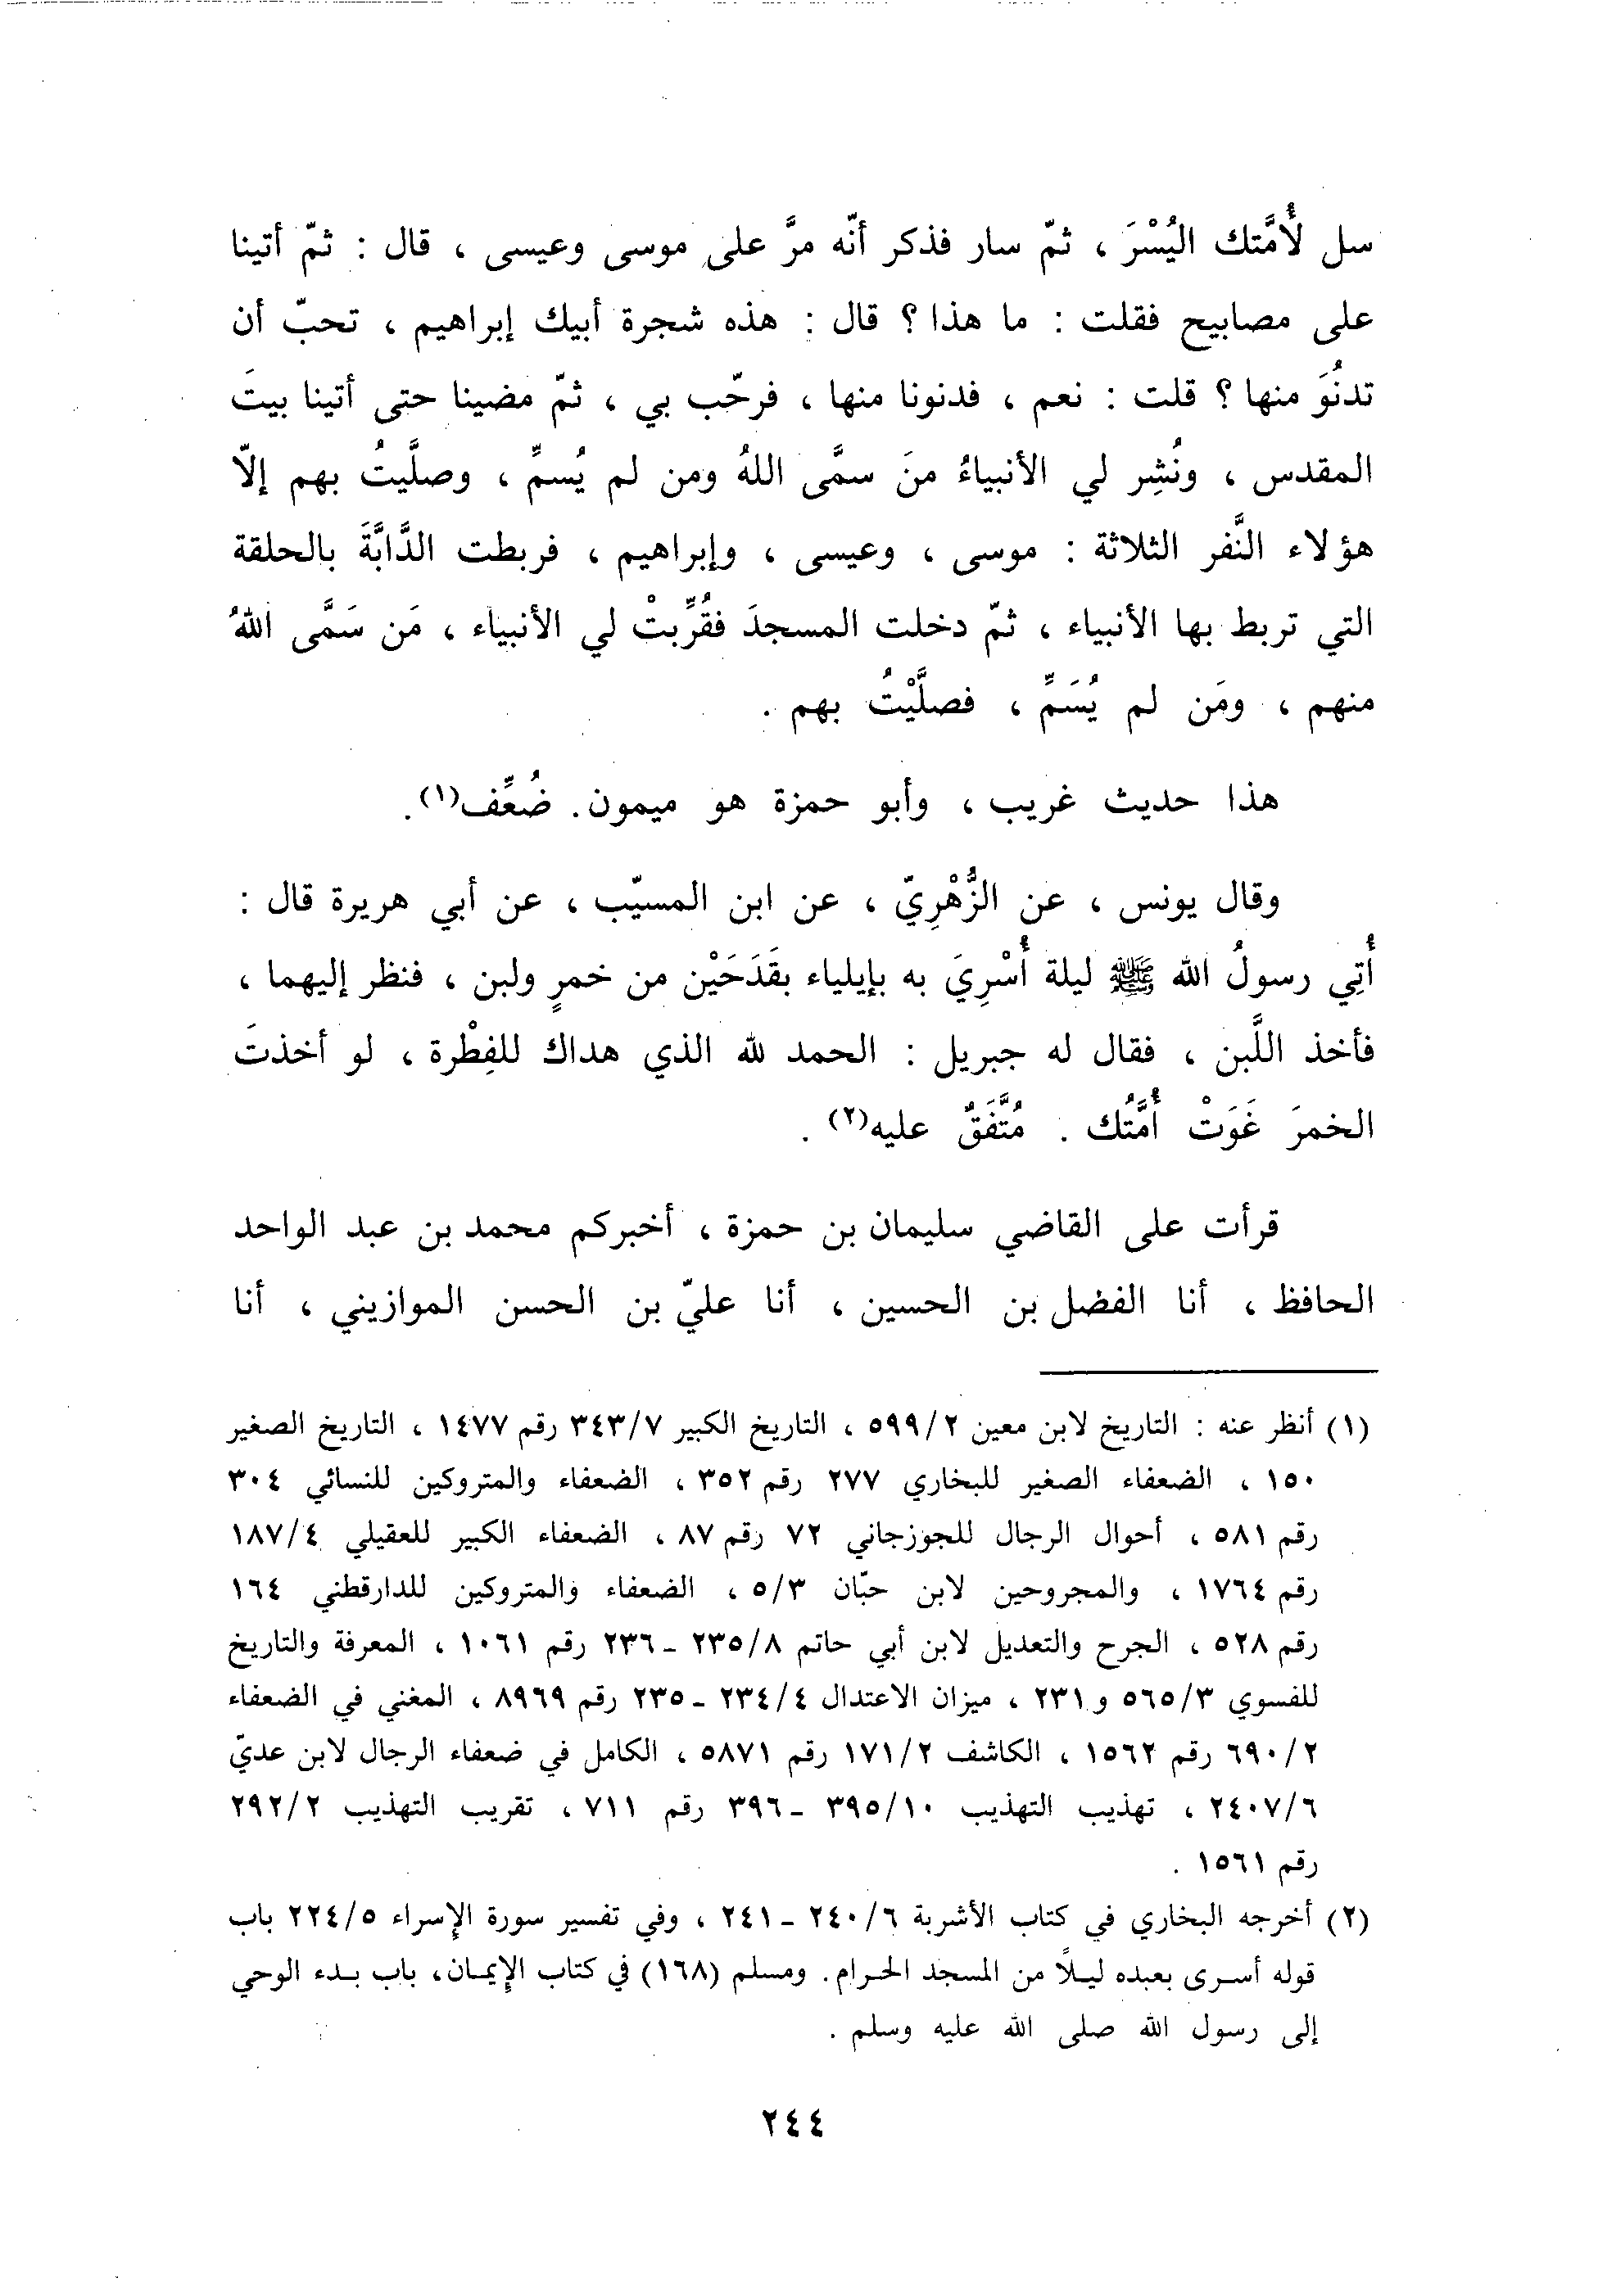 سل لأُمَّتك اليُسْرَ ، ثمّ سار فذكر أنّه مرَّ على موسى وعيسى ، قال : ثمّ أتينا
على مصابيح فقلت : ما هذا ؟ قال : هذه شجرة أبيك إبراهيم ، تحبّ أن
تدنُوَ منها ؟ قلت : نعم ، فدنونا منها ، فرحّب بي ، ثمّ مضينا حتى أتينا بيتَ
المقدس ، ونُشِر لي الأنبياءُ منَ سمَّى اللهُ ومن لم يُسمِّ ، وصلَّيتُ بهم إلاّ
هؤلاء النَّفر الثلاثة : موسى ، وعيسى ، وإبراهيم ، فربطت الدَّابَّةَ بالحلقة
التي تربط بها الأنبياء ، ثمّ دخلت المسجدَ فقُرِّبتْ لي الأنبياء ، مَن سَمَّى اللهُ
منهم ، ومَن لم يُسَمِّ ، فصلَّيْتُ بهم .
هذا حديث غريب ، وأبو حمزة هو ميمون. ضُعِّف(١).
وقال يونس ، عن الزُّهْرِيّ ، عن ابن المسيّب ، عن أبي هريرة قال :
أُتِي رسولُ الله ﷺ ليلة أُسْرِيَ به بإيلياء بقَدَحَيْن من خمرٍ ولبن ، فنظر إليهما ،
فأخذ اللَّبن ، فقال له جبريل : الحمد لله الذي هداك للفِطْرة ، لو أخذتَ
الخمرَ غَوَتْ أُمَّتُك . مُتَّفَقٌ عليه(٢) .
قرأت على القاضي سليمان بن حمزة ، أخبركم محمد بن عبد الواحد
الحافظ ، أنا الفضل بن الحسين ، أنا عليّ بن الحسن الموازيني ، أنا
(١) أنظر عنه : التاريخ لابن معين ٥٩٩/٢ ، التاريخ الكبير ٣٤٣/٧ رقم ١٤٧٧ ، التاريخ الصغير
١٥٠ ، الضعفاء الصغير للبخاري ٢٧٧ رقم ٣٥٢ ، الضعفاء والمتروكين للنسائي ٣٠٤
رقم ٥٨١ ، أحوال الرجال للجوزجاني ٧٢ رقم ٨٧ ، الضعفاء الكبير للعقيلي ١٨٧/٤
رقم ١٧٦٤ ، والمجروحين لابن حبّان ٥/٣ ، الضعفاء والمتروكين للدارقطني ١٦٤
رقم ٥٢٨ ، الجرح والتعديل لابن أبي حاتم ٢٣٥/٨ - ٢٣٦ رقم ١٠٦١ ، المعرفة والتاريخ
للفسوي ٥٦٥/٣ و ٢٣١ ، ميزان الاعتدال ٢٣٤/٤ - ٢٣٥ رقم ٨٩٦٩ ، المغني في الضعفاء
٦٩٠/٢ رقم ١٥٦٢ ، الكاشف ١٧١/٢ رقم ٥٨٧١ ، الكامل في ضعفاء الرجال لابن عديّ
٢٤٠٧/٦ ، تهذيب التهذيب ٣٩٥/١٠ - ٣٩٦ رقم ٧١١ ، تقريب التهذيب ٢٩٢/٢
رقم ١٥٦١ .
(٢) أخرجه البخاري في كتاب الأشربة ٢٤٠/٦ - ٢٤١ ، وفي تفسير سورة الإسراء ٢٢٤/٥ باب
قوله أسرى بعبده ليلاً من المسجد الحرام. ومسلم (١٦٨) في كتاب الإيمان، باب بدء الوحي
إلى رسول الله صلى الله عليه وسلم .
٢٤٤